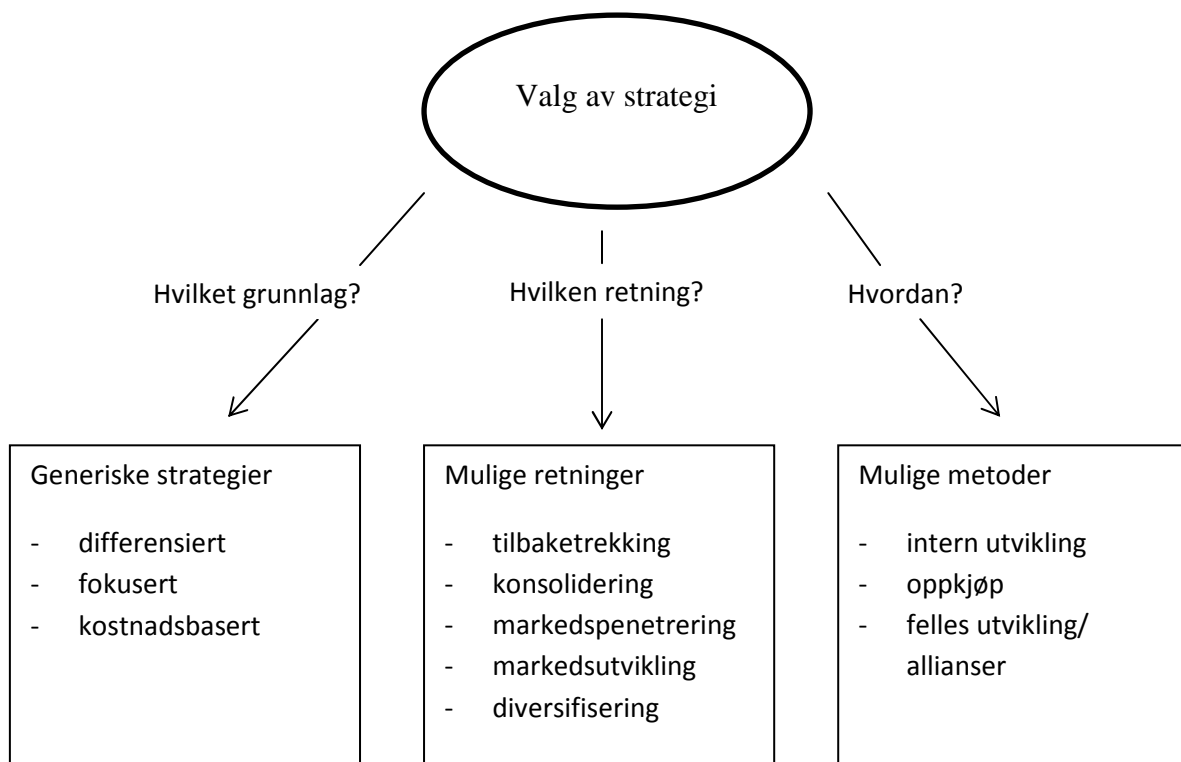 Valg av strategi
Hvilket grunnlag?
Hvilken retning?
Hvordan?
Generiske strategier
- differensiert
- fokusert
- kostnadsbasert
Mulige retninger
- tilbaketrekking
- konsolidering
- markedspenetrering
- markedsutvikling
- diversifisering
Mulige metoder
- intern utvikling
- oppkjøp
- felles utvikling/
allianser